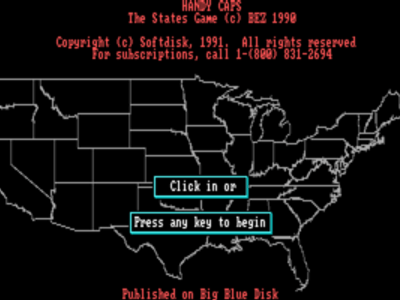 HANDY CAPS
The States Game (c) BEZ 1990
Copyright (c) Softdisk, 1991. All rights reserved
For subscriptions, call 1-(800) 831-2694
Click in or
Press any key to begin
Published on Big Blue Disk